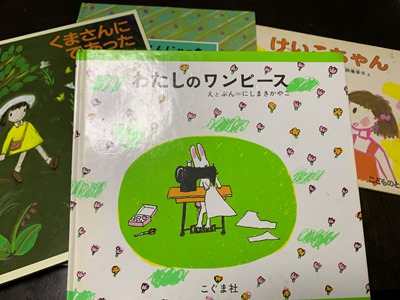 くまさんに
であった
けいこちゃん
わたしのワンピース
えとぶん=にしまきかやこ
こぐま社